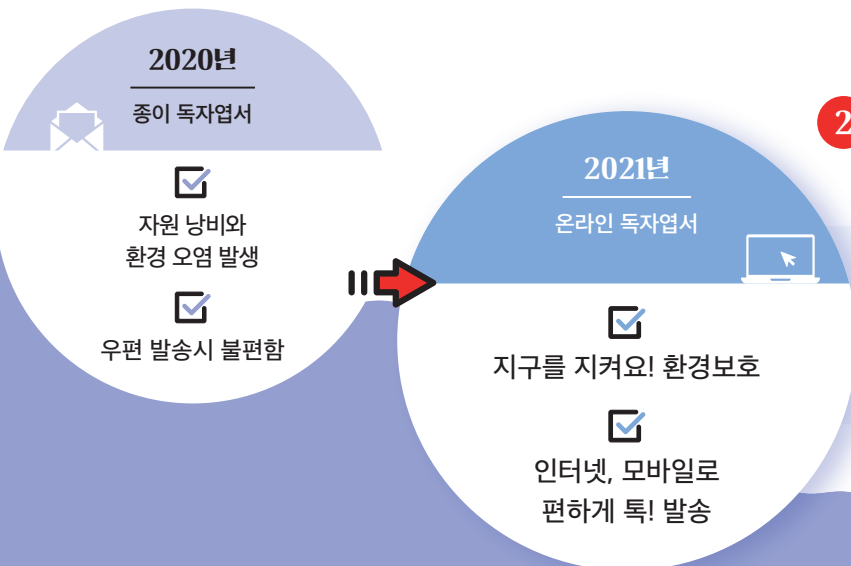 2020년
종이 독자엽서
자원 낭비와
환경 오염 발생
우편 발송시 불편함
2021년
온라인 독자엽서
지구를 지켜요! 환경보호
인터넷, 모바일로
편하게 톡! 발송
2